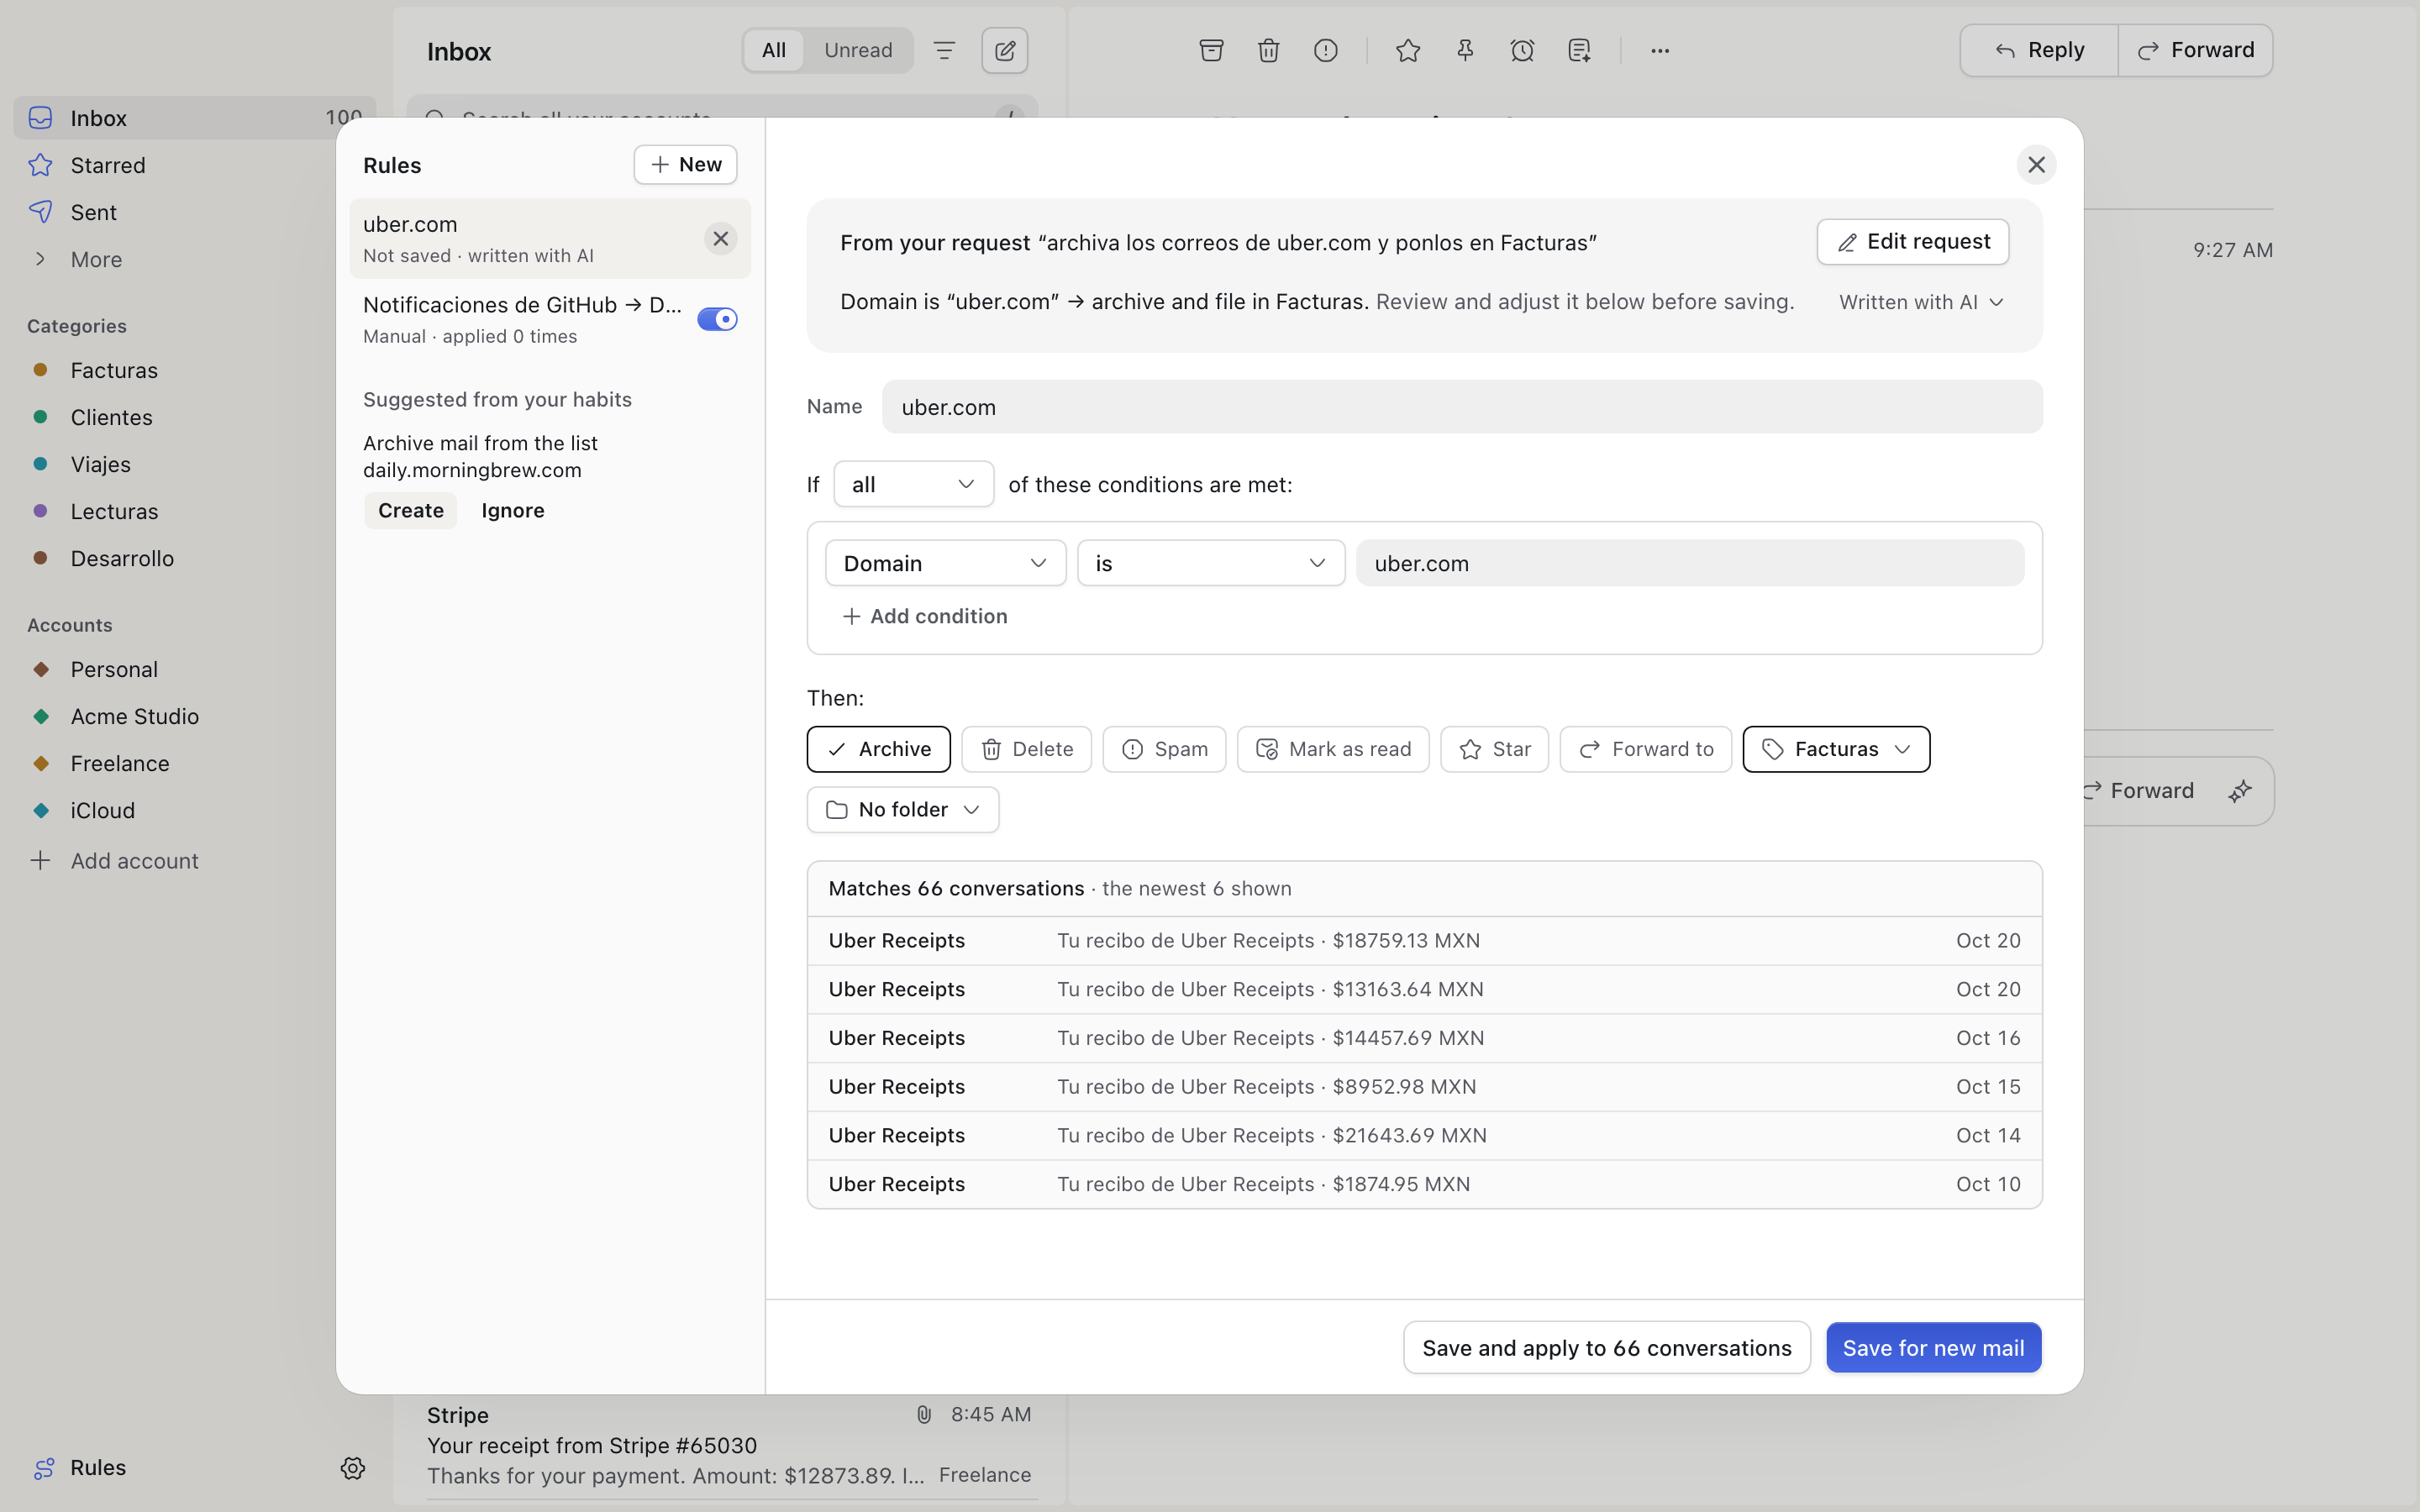 Inbox
All
Unread
Reply
Forward
Inbox
100
Starred
Sent
More
Categories
Facturas
Clientes
Viajes
Lecturas
Desarrollo
Accounts
Personal
Acme Studio
Freelance
iCloud
Add account
Rules
9:27 AM
Forward
Rules
New
uber.com
Not saved · written with AI
Notificaciones de GitHub → D...
Manual · applied 0 times
Suggested from your habits
Archive mail from the list
daily.morningbrew.com
Create
Ignore
From your request “archiva los correos de uber.com y ponlos en Facturas”
Edit request
Domain is “uber.com” → archive and file in Facturas. Review and adjust it below before saving.
Written with AI
Name
uber.com
If
all
of these conditions are met:
Domain
is
uber.com
Add condition
Then:
Archive
Delete
Spam
Mark as read
Star
Forward to
Facturas
No folder
Matches 66 conversations · the newest 6 shown
Uber Receipts Tu recibo de Uber Receipts · $18759.13 MXN Oct 20
Uber Receipts Tu recibo de Uber Receipts · $13163.64 MXN Oct 20
Uber Receipts Tu recibo de Uber Receipts · $14457.69 MXN Oct 16
Uber Receipts Tu recibo de Uber Receipts · $8952.98 MXN Oct 15
Uber Receipts Tu recibo de Uber Receipts · $21643.69 MXN Oct 14
Uber Receipts Tu recibo de Uber Receipts · $1874.95 MXN Oct 10
Save and apply to 66 conversations
Save for new mail
Stripe
8:45 AM
Your receipt from Stripe #65030
Thanks for your payment. Amount: $12873.89. I...
Freelance